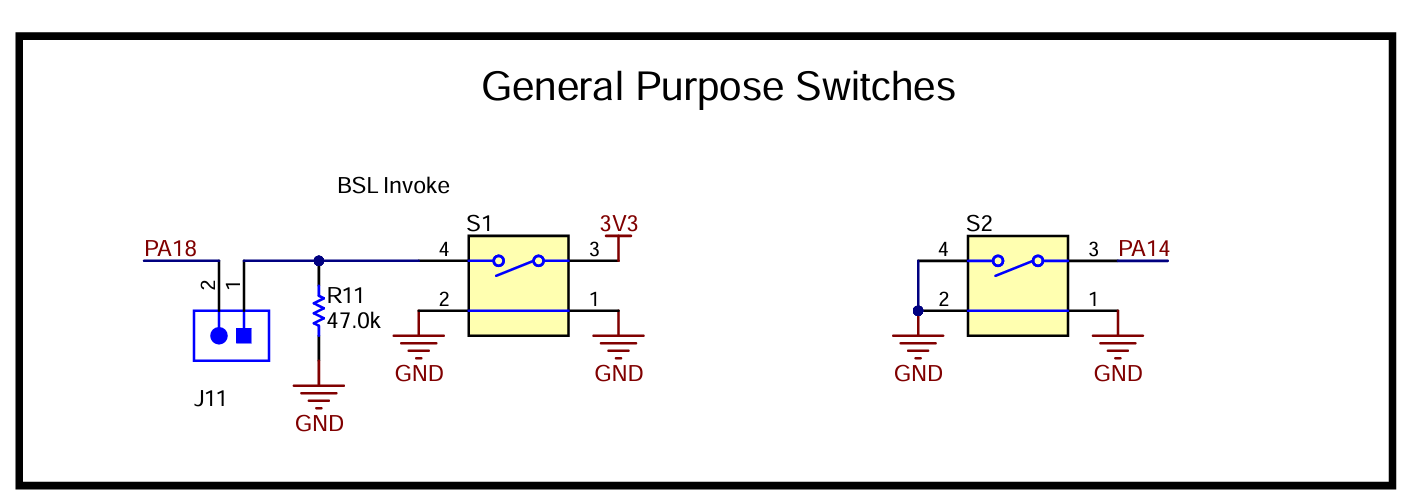 General Purpose Switches
BSL Invoke
S1
3V3
S2
PA18
4
3
4
3
PA14
2
1
R11
47.0k
2
1
2
1
GND
GND
GND
GND
J11
GND